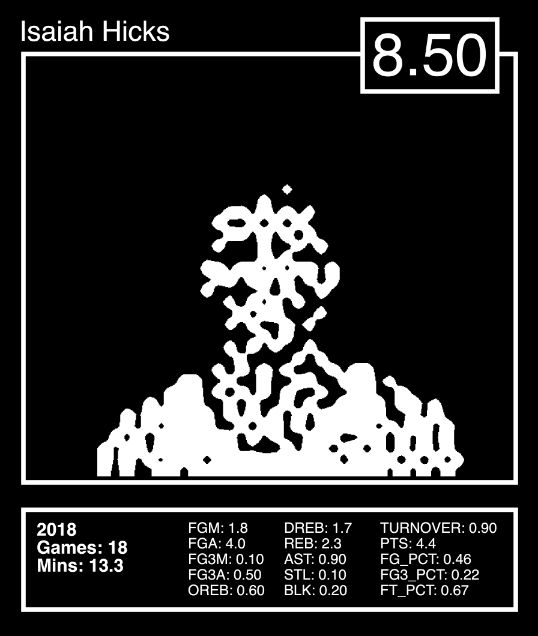 Isaiah Hicks
8.50
2018
Games: 18
Mins: 13.3
FGM: 1.8
FGA: 4.0
FG3M: 0.10
FG3A: 0.50
OREB: 0.60
DREB: 1.7
REB: 2.3
AST: 0.90
STL: 0.10
BLK: 0.20
TURNOVER: 0.90
PTS: 4.4
FG_PCT: 0.46
FG3_PCT: 0.22
FT_PCT: 0.67